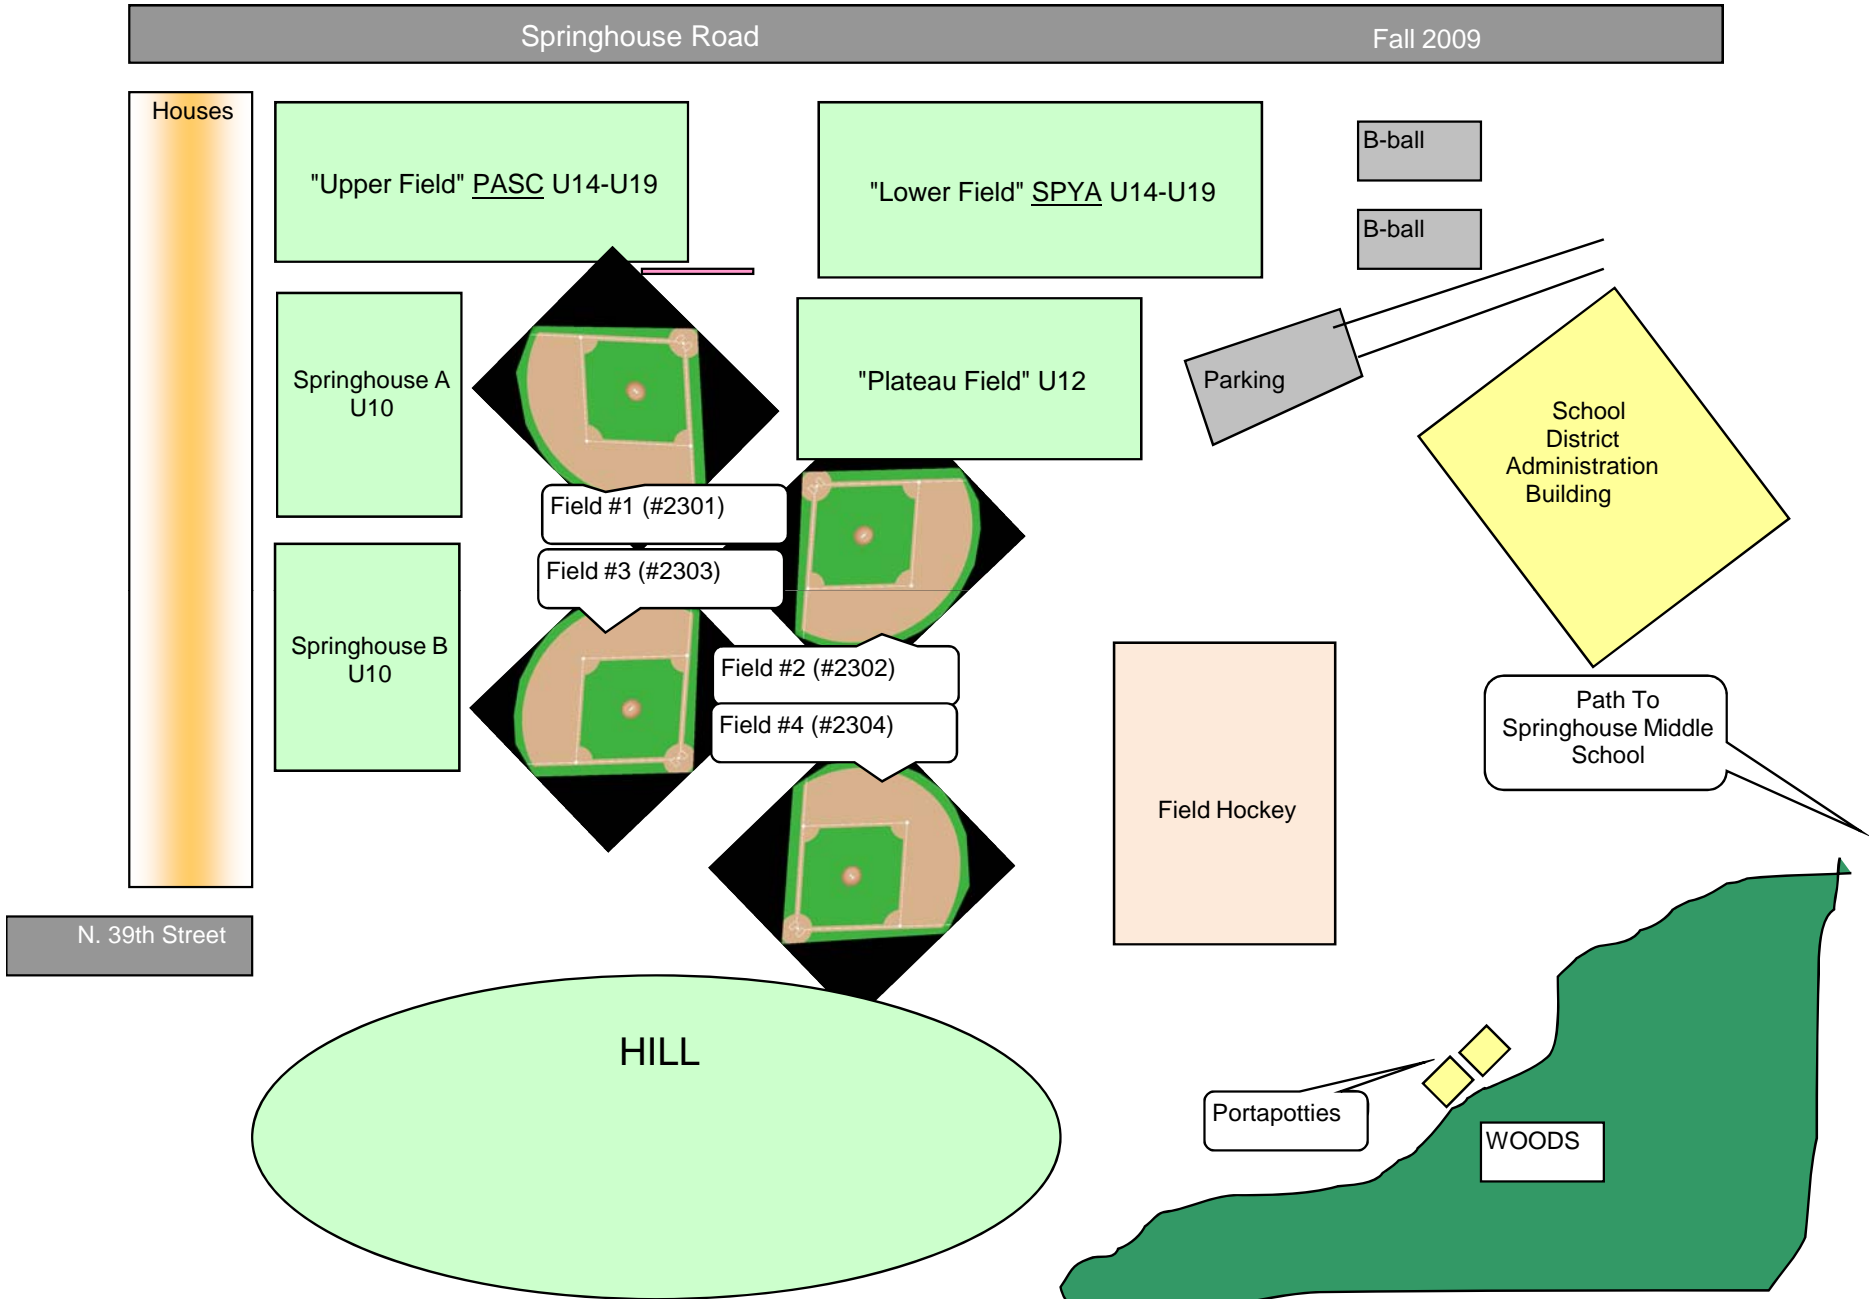 Springhouse Road
Fall 2009
Houses
"Upper Field" PASC U14-U19
"Lower Field" SPYA U14-U19
B-ball
B-ball
Springhouse A
U10
"Plateau Field" U12
Parking
School
District
Administration
Building
Field #1 (#2301)
Field #3 (#2303)
Springhouse B
U10
Field #2 (#2302)
Field #4 (#2304)
Path To
Springhouse Middle
School
Field Hockey
N. 39th Street
HILL
Portapotties
WOODS